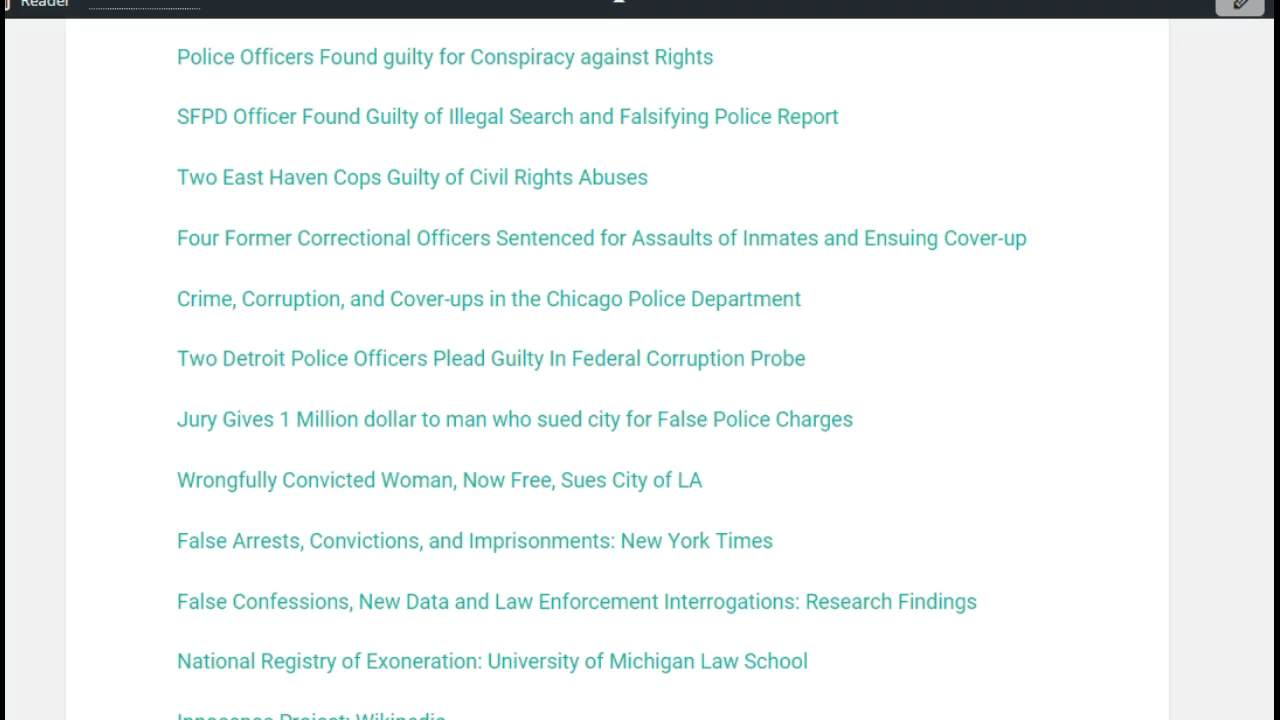 Reader
Police Officers Found guilty for Conspiracy against Rights
SFPD Officer Found Guilty of Illegal Search and Falsifying Police Report
Two East Haven Cops Guilty of Civil Rights Abuses
Four Former Correctional Officers Sentenced for Assaults of Inmates and Ensuing Cover-up
Crime, Corruption, and Cover-ups in the Chicago Police Department
Two Detroit Police Officers Plead Guilty In Federal Corruption Probe
Jury Gives 1 Million dollar to man who sued city for False Police Charges
Wrongfully Convicted Woman, Now Free, Sues City of LA
False Arrests, Convictions, and Imprisonments: New York Times
False Confessions, New Data and Law Enforcement Interrogations: Research Findings
National Registry of Exoneration: University of Michigan Law School
Innocence Project: Wikipedia